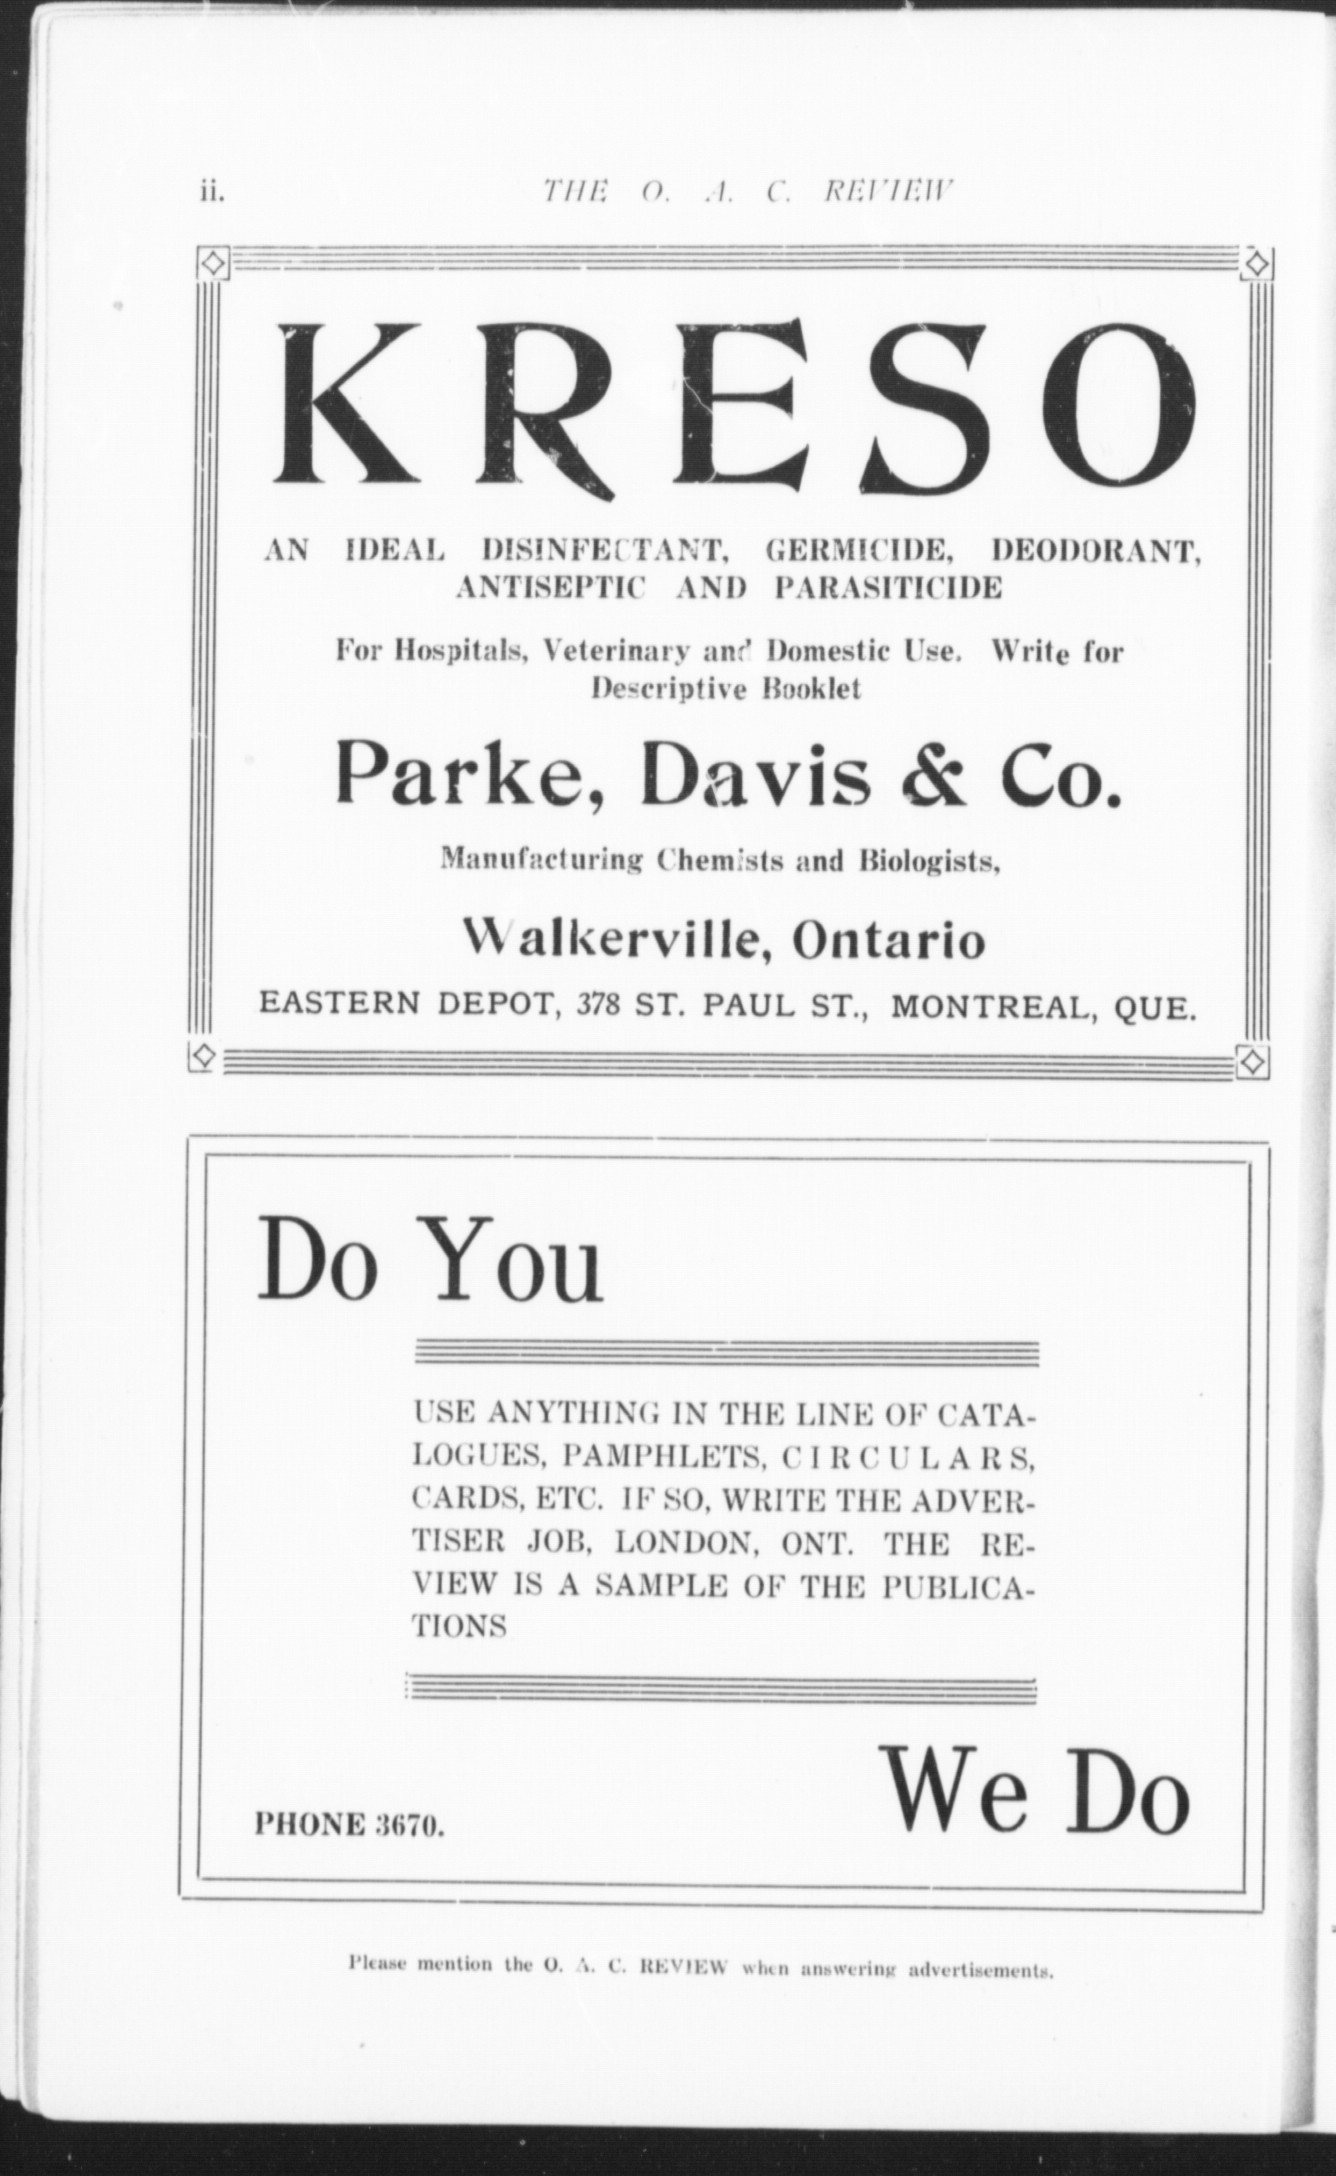 ii.
THE O. A. C. REVIEW
KRESO
AN IDEAL DISINFECTANT, GERMICIDE, DEODORANT,
ANTISEPTIC AND PARASITICIDE
For Hospitals, Veterinary and Domestic Use. Write for
Descriptive Booklet
Parke, Davis & Co.
Manufacturing Chemists and Biologists,
Walkerville, Ontario
EASTERN DEPOT, 378 ST. PAUL ST., MONTREAL, QUE.
Do You
USE ANYTHING IN THE LINE OF CATA-
LOGUES, PAMPHLETS, CIRCULARS,
CARDS, ETC. IF SO, WRITE THE ADVER-
TISER JOB, LONDON, ONT. THE RE-
VIEW IS A SAMPLE OF THE PUBLICA-
TIONS
We Do
PHONE 3670.
Please mention the O. A. C. REVIEW when answering advertisements.